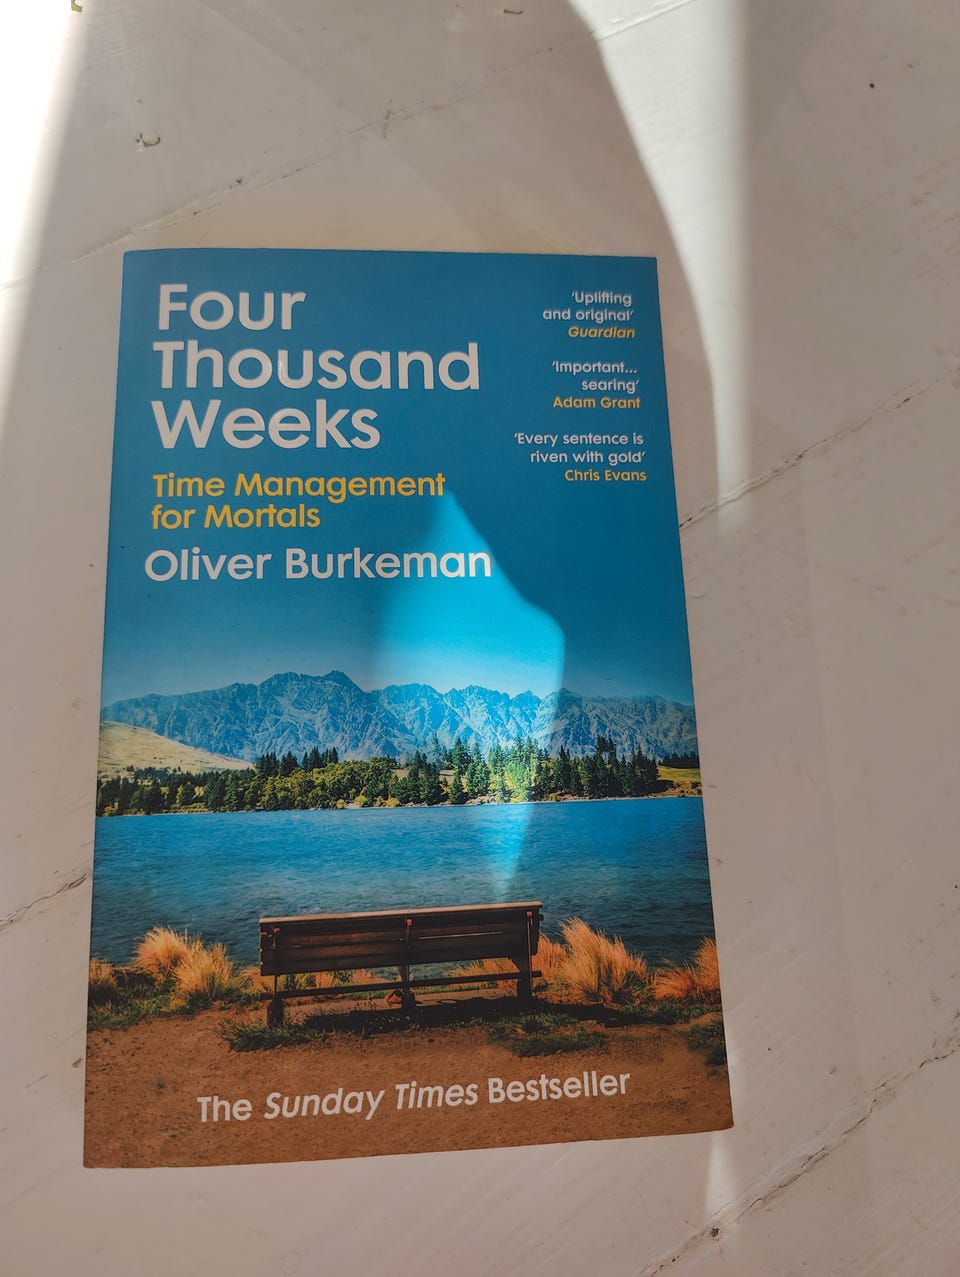 Four
Thousand
Weeks
Time Management
for Mortals
Oliver Burkeman
'Uplifting
and original'
Guardian
'Important...
searing'
Adam Grant
'Every sentence is
riven with gold'
Chris Evans
The Sunday Times Bestseller